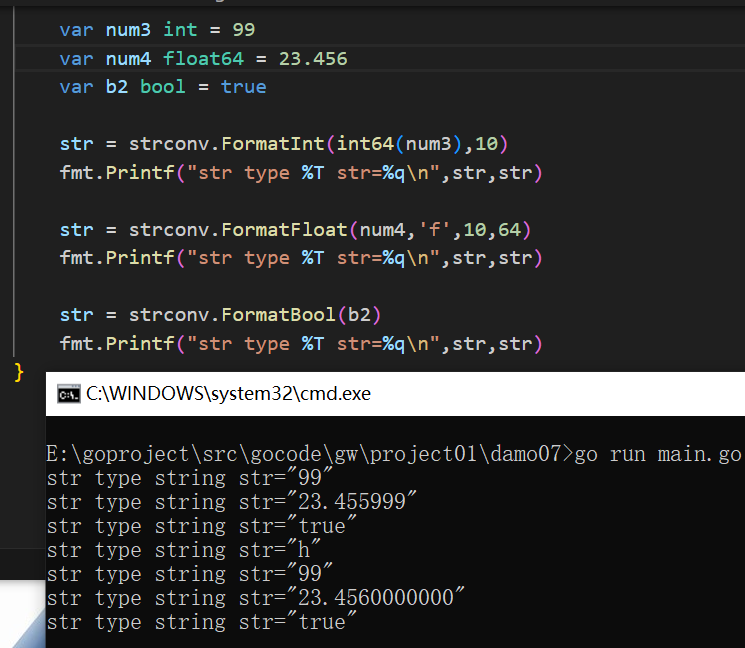 var num3 int = 99
var num4 float64 = 23.456
var b2 bool = true
str = strconv.FormatInt(int64(num3),10)
fmt.Printf("str type %T str=%q\n",str,str)
str = strconv.FormatFloat(num4,'f',10,64)
fmt.Printf("str type %T str=%q\n",str,str)
str = strconv.FormatBool(b2)
fmt.Printf("str type %T str=%q\n",str,str)
}
C:\WINDOWS\system32\cmd.exe
E:\goproject\src\gocode\gw\project01\damo07>go run main.go
str type string str="99"
str type string str="23.455999"
str type string str="true"
str type string str="h"
str type string str="99"
str type string str="23.4560000000"
str type string str="true"